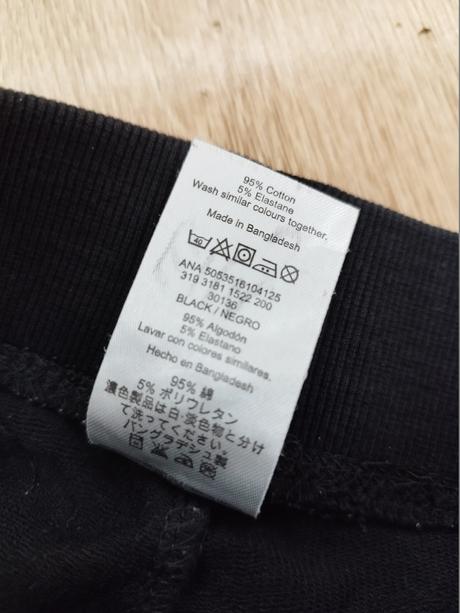 95% Cotton
5% Elastane
Wash similar colours together.
Made in Bangladesh
40
ANA 5053516104125
319 3181 1522 200
30136
BLACK / NEGRO
95% Algodón
5% Elastano
Lavar con colores similares.
Hecho en Bangladesh
95% 綿
5% ポリウレタン
濃色製品は白·淡色物と分け
て洗ってください。
バングラデシュ製